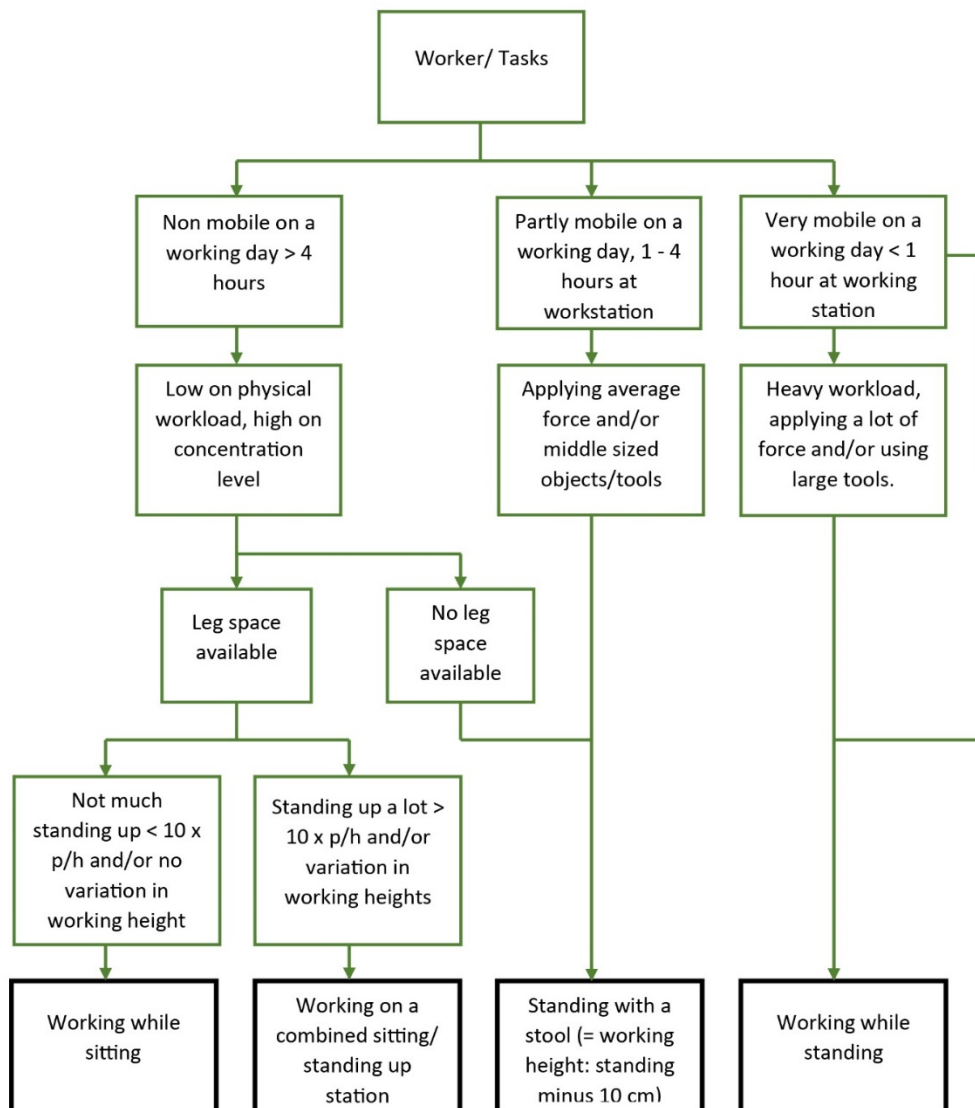 Worker/ Tasks
Non mobile on a
working day > 4
hours
Partly mobile on a
working day, 1 - 4
hours at
workstation
Very mobile on a
working day < 1
hour at working
station
Low on physical
workload, high on
concentration
level
Applying average
force and/or
middle sized
objects/tools
Heavy workload,
applying a lot of
force and/or using
large tools.
Leg space
available
No leg
space
available
Not much
standing up < 10 x
p/h and/or no
variation in
working height
Standing up a lot >
10 x p/h and/or
variation in
working heights
Working while
sitting
Working on a
combined sitting/
standing up
station
Standing with a
stool (= working
height: standing
minus 10 cm)
Working while
standing